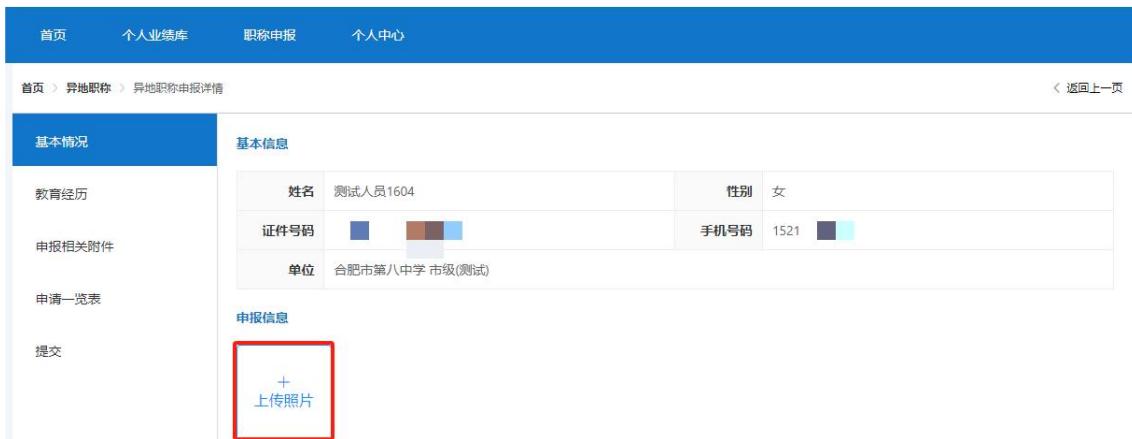 首页 个人业绩库 职称申报 个人中心
首页 > 异地职称 > 异地职称申报详情 < 返回上一页
基本情况
教育经历
申报相关附件
申请一览表
提交
基本信息
姓名 测试人员1604 性别 女
证件号码 手机号码 1521
单位 合肥市第八中学 市级(测试)
申报信息
+
上传照片